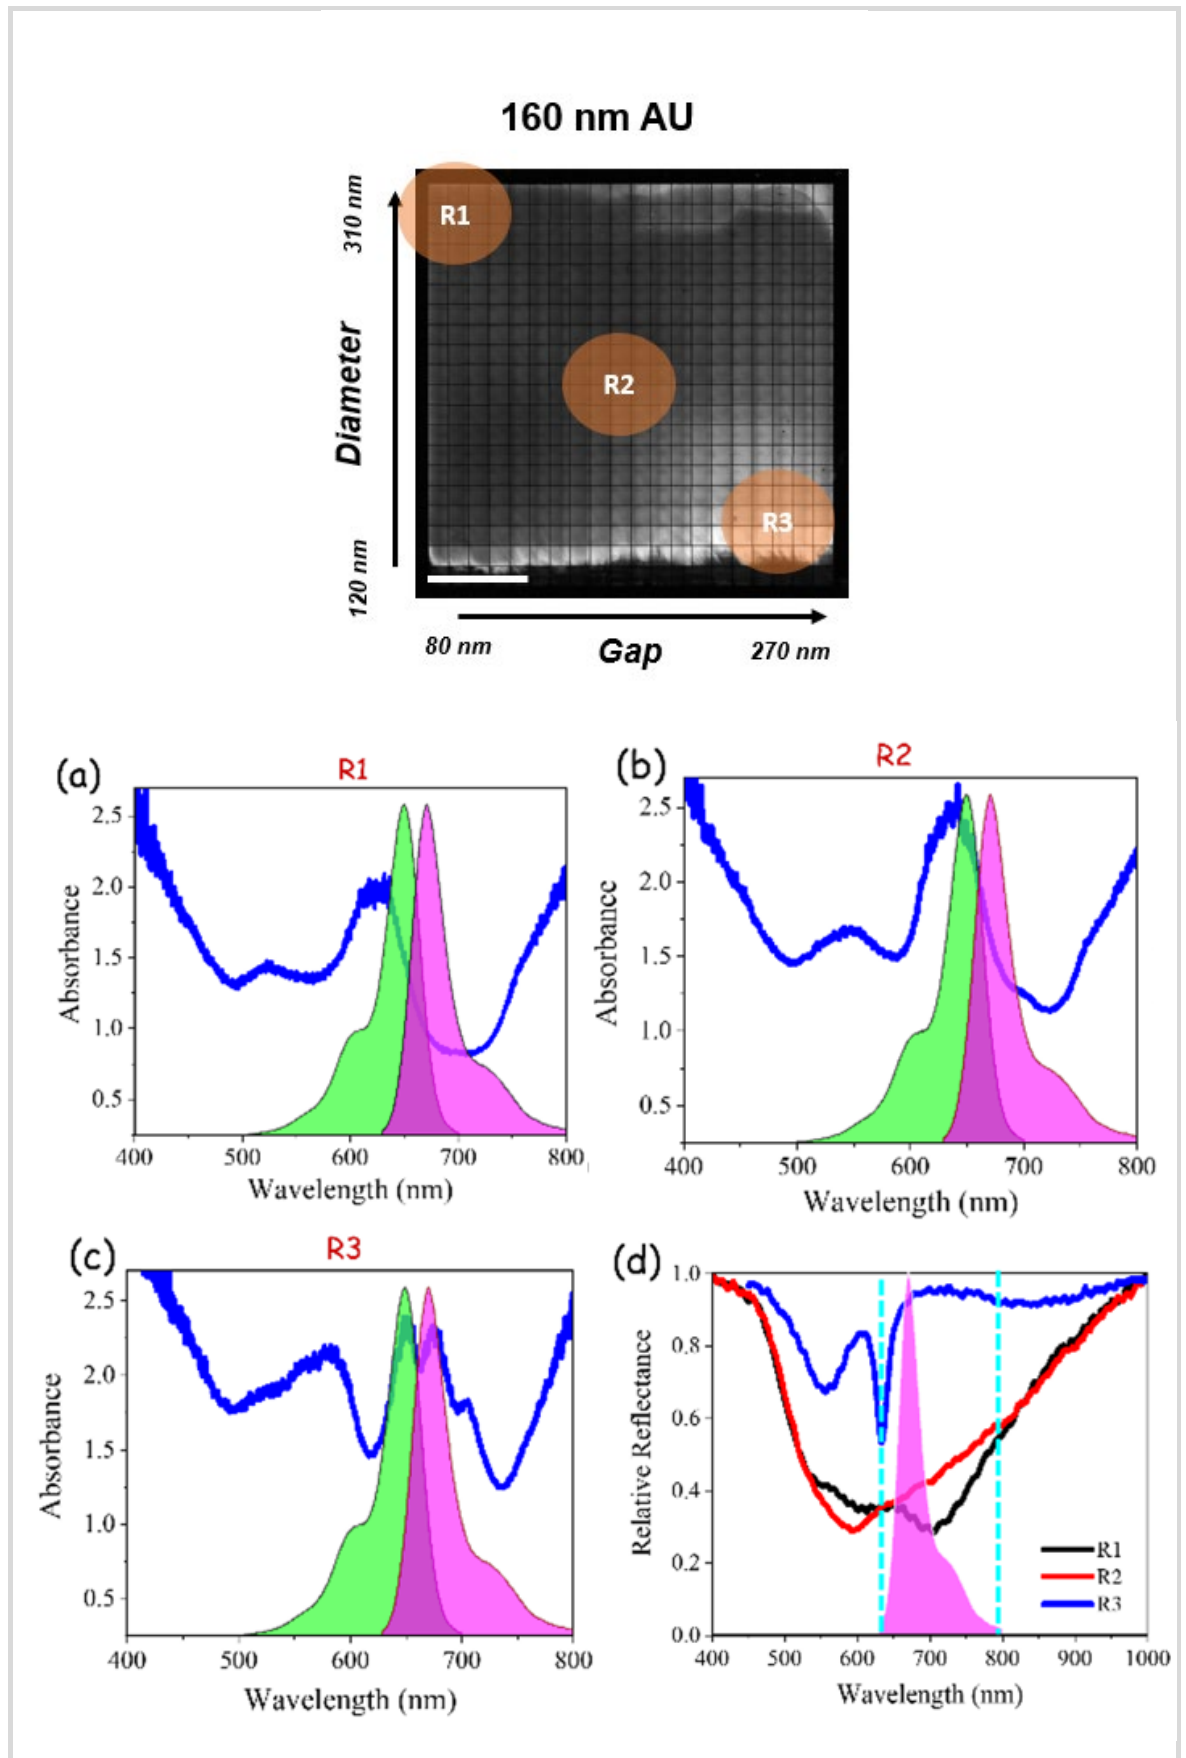 160 nm AU
R1
R2
R3
310 nm
Diameter
120 nm
80 nm
Gap
270 nm
(a)
R1
Absorbance
2.5
2.0
1.5
1.0
0.5
400
500
600
700
800
Wavelength (nm)
(b)
R2
Absorbance
2.5
2.0
1.5
1.0
0.5
400
500
600
700
800
Wavelength (nm)
(c)
R3
Absorbance
2.5
2.0
1.5
1.0
0.5
400
500
600
700
800
Wavelength (nm)
(d)
Relative Reflectance
1.0
0.8
0.6
0.4
0.2
0.0
R1
R2
R3
400
500
600
700
800
900
1000
Wavelength (nm)